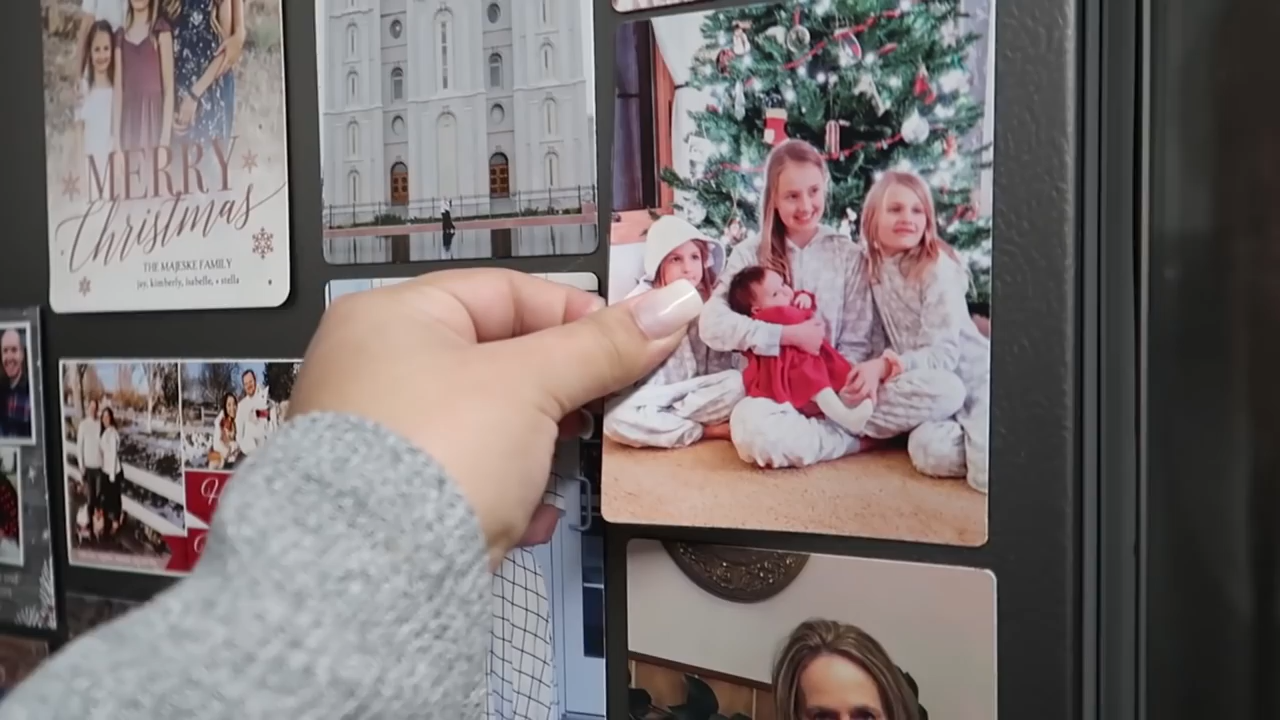 MERRY
Christmas
THE MAJESKE FAMILY
jay, kimberly, isabelle, + stella
H